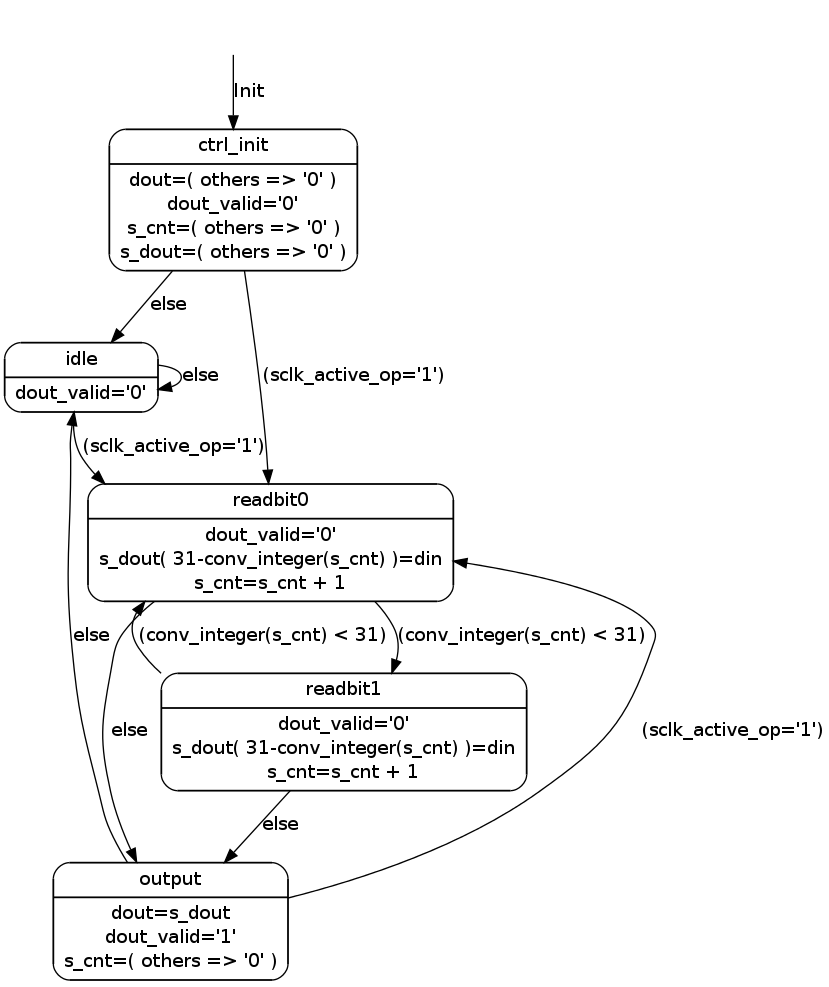 Init
ctrl_init
dout=( others => '0' )
dout_valid='0'
s_cnt=( others => '0' )
s_dout=( others => '0' )
else
idle
dout_valid='0'
else
(sclk_active_op='1')
(sclk_active_op='1')
readbit0
dout_valid='0'
s_dout( 31-conv_integer(s_cnt) )=din
s_cnt=s_cnt + 1
else
(conv_integer(s_cnt) < 31)
(conv_integer(s_cnt) < 31)
readbit1
dout_valid='0'
s_dout( 31-conv_integer(s_cnt) )=din
s_cnt=s_cnt + 1
else
(sclk_active_op='1')
else
output
dout=s_dout
dout_valid='1'
s_cnt=( others => '0' )